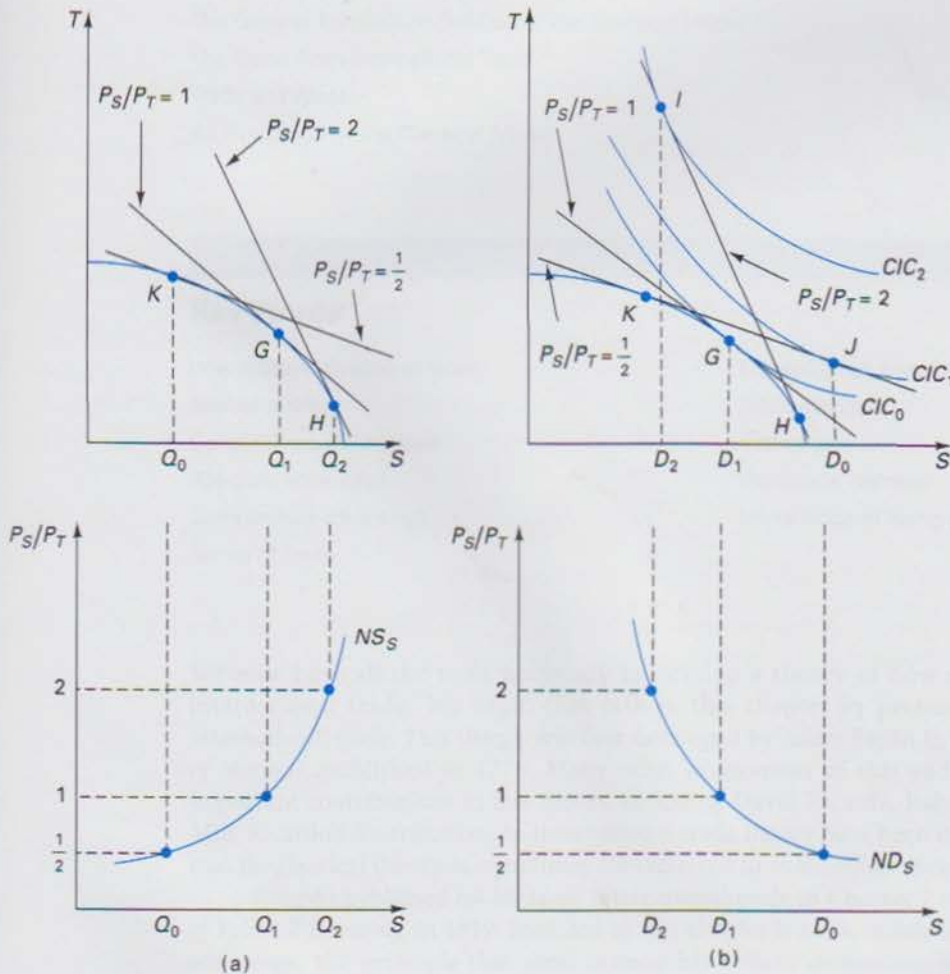 T
P_S/P_T = 1
P_S/P_T = 2
P_S/P_T = 1/2
K
G
H
Q_0 Q_1 Q_2 S
T
I
P_S/P_T = 1
CIC_2
P_S/P_T = 2
K
J
G
P_S/P_T = 1/2
CIC_1
CIC_0
H
D_2 D_1 D_0 S
P_S/P_T
NS_S
2
1
1/2
Q_0 Q_1 Q_2 S
(a)
P_S/P_T
2
1
1/2
ND_S
D_2 D_1 D_0 S
(b)